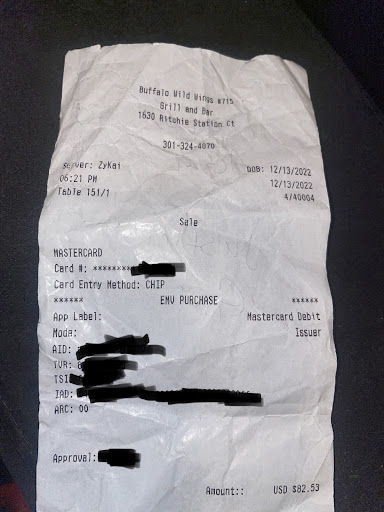 Buffalo Wild Wings #715
Grill and Bar
1630 Ritchie Station Ct
301-324-4070
Server: ZyKai DOB: 12/13/2022
06:21 PM 12/13/2022
Table 151/1 4/40004
Sale
MASTERCARD
Card #: *********
Card Entry Method: CHIP
****** EMV PURCHASE ******
App Label: Mastercard Debit
Mode: Issuer
AID:
TVR:
TSI:
IAD:
ARC: 00
Approval:
Amount:: USD $82.53